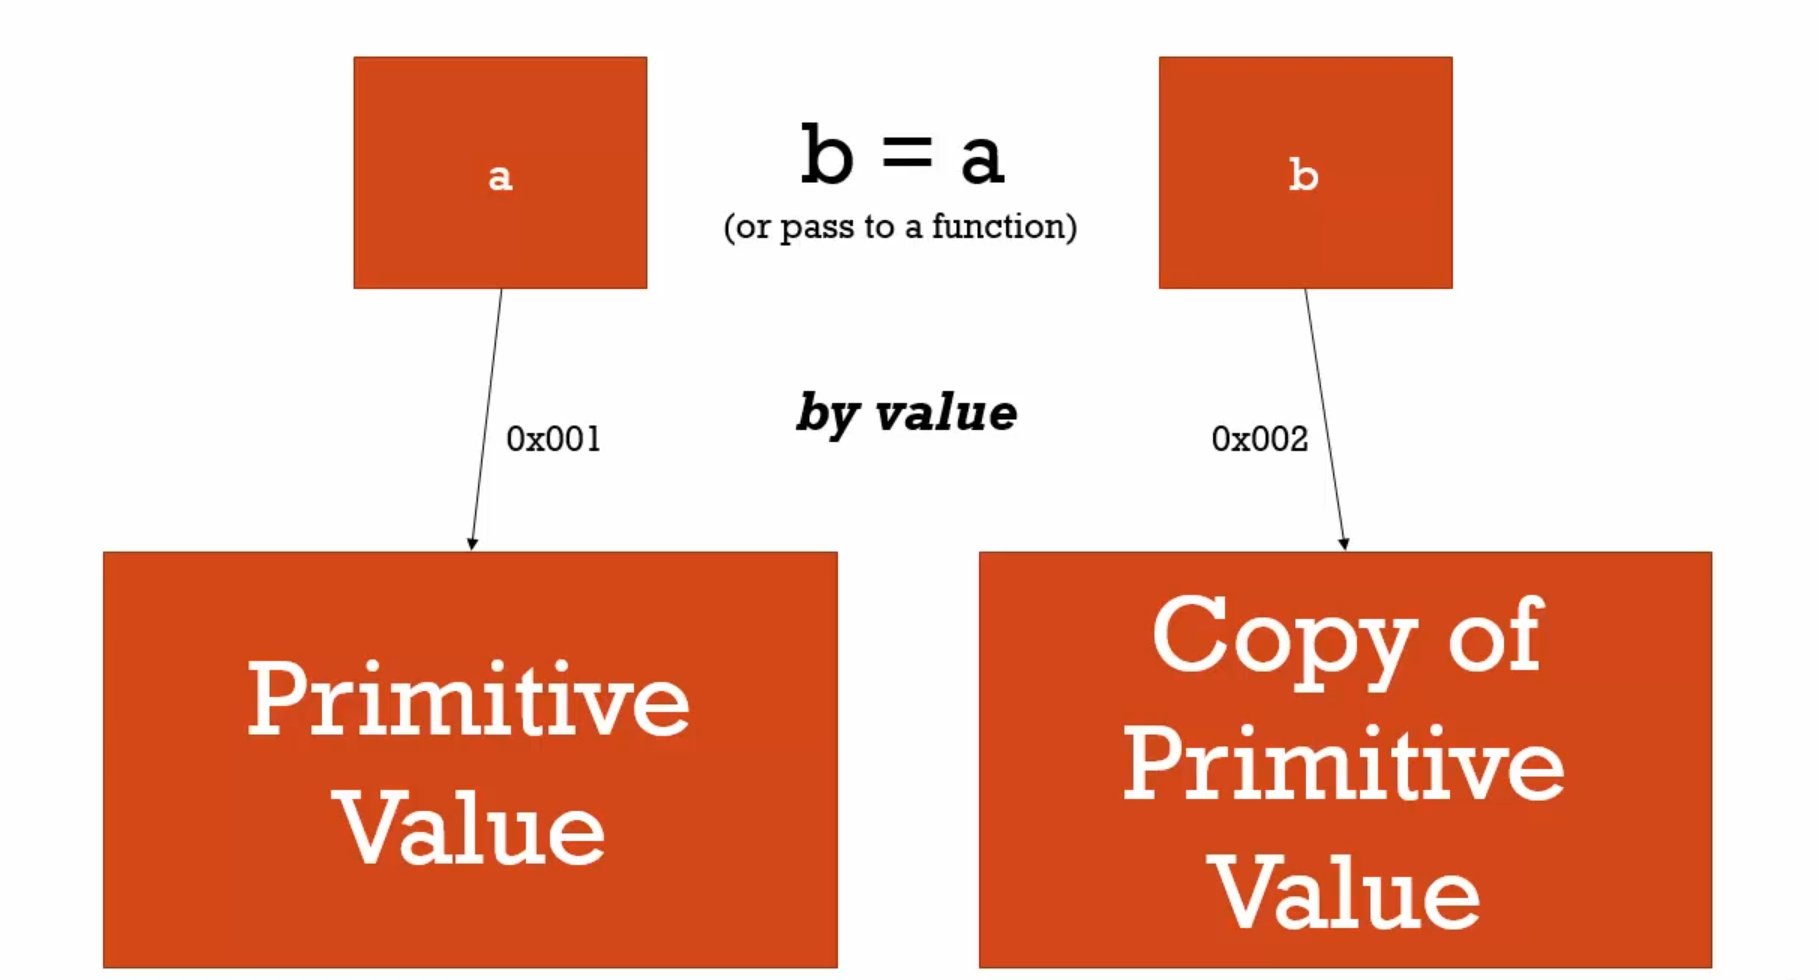 a
b = a
(or pass to a function)
b
by value
0x001
0x002
Primitive
Value
Copy of
Primitive
Value